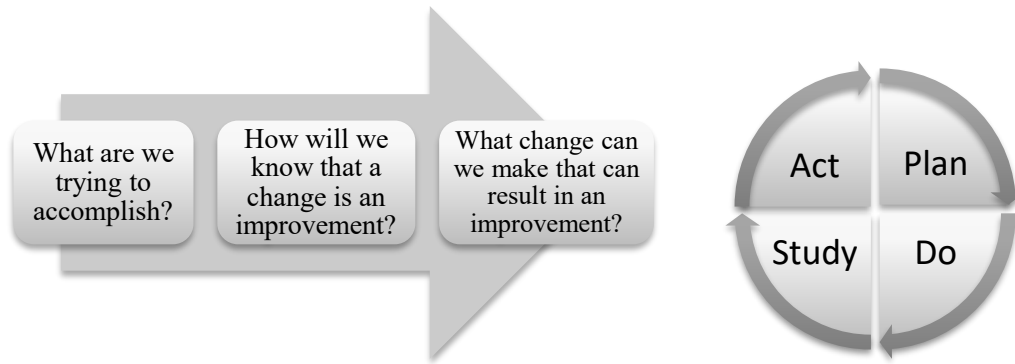 What are we
trying to
accomplish?
How will we
know that a
change is an
improvement?
What change can
we make that can
result in an
improvement?
Act
Plan
Study
Do